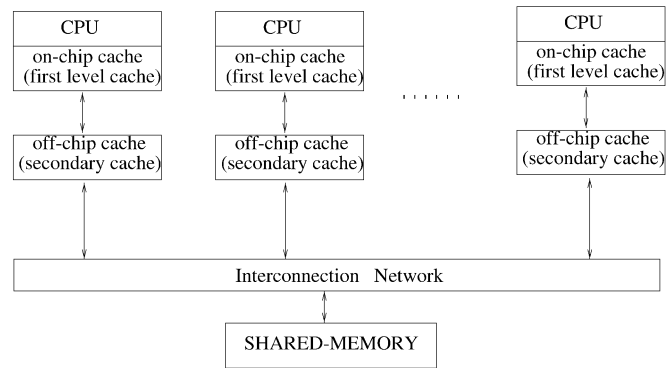 CPU
on-chip cache
(first level cache)
off-chip cache
(secondary cache)
CPU
on-chip cache
(first level cache)
off-chip cache
(secondary cache)
CPU
on-chip cache
(first level cache)
off-chip cache
(secondary cache)
Interconnection Network
SHARED-MEMORY